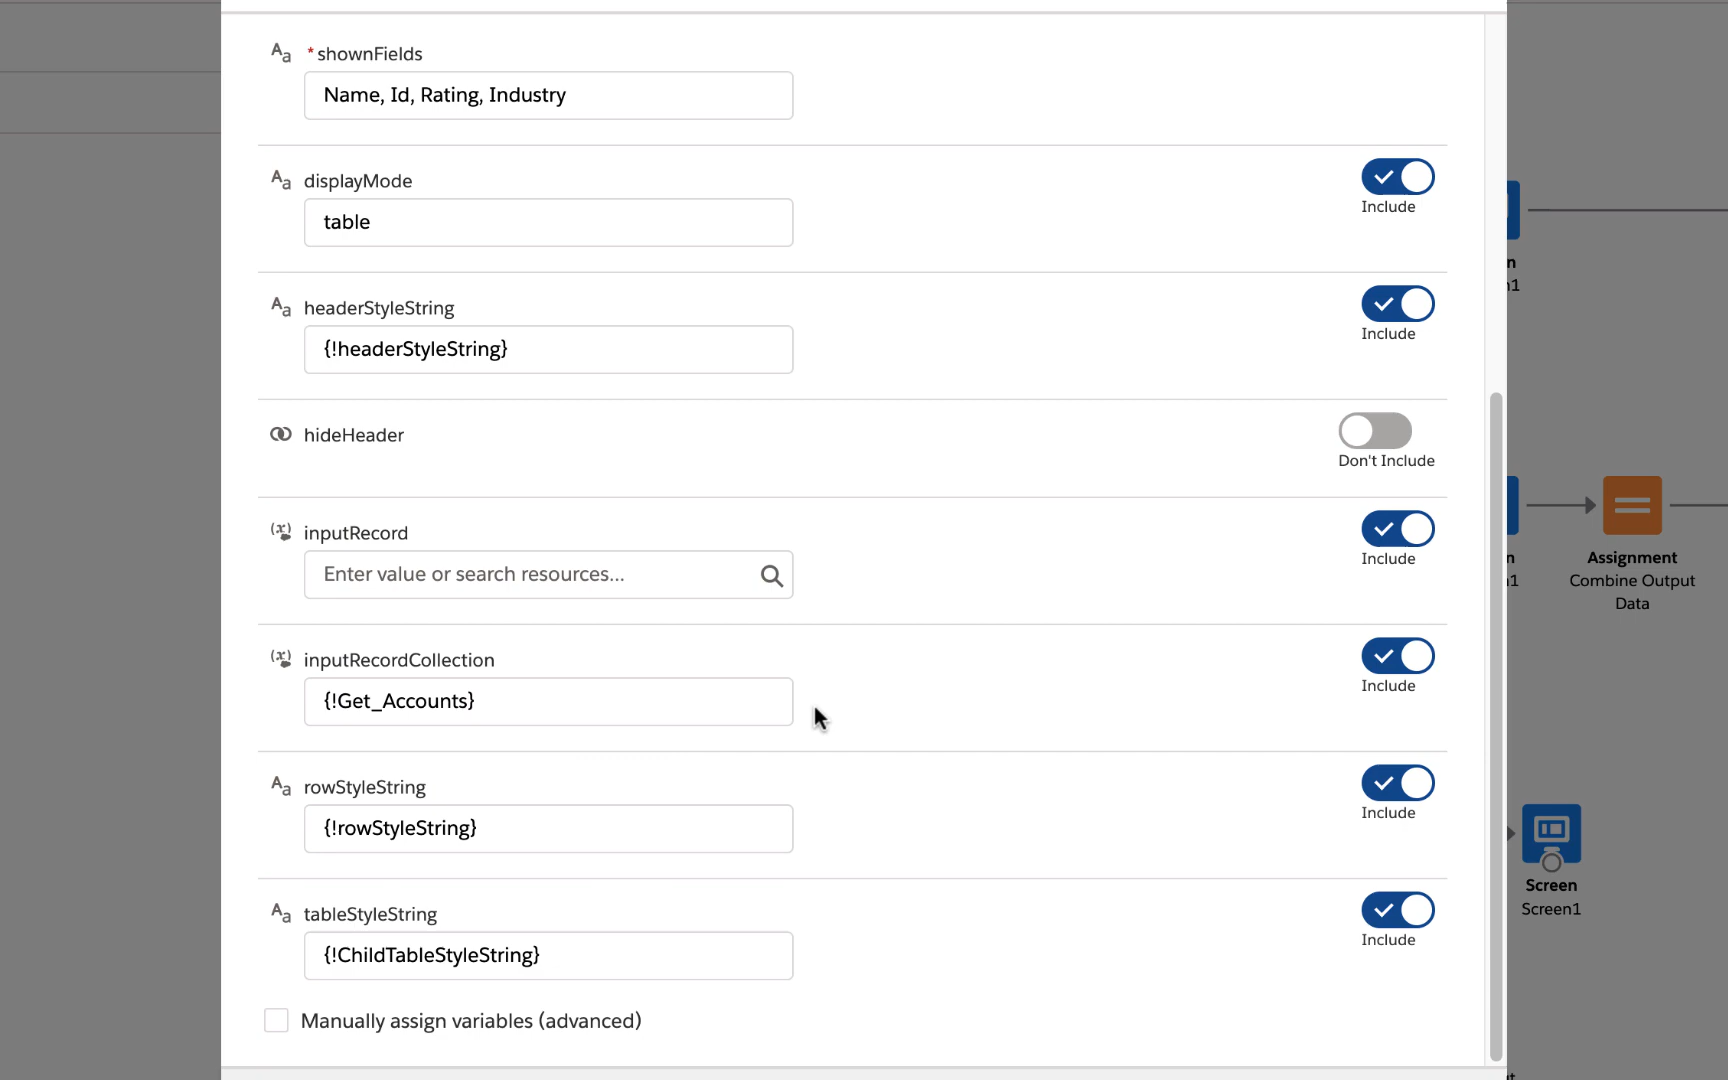 * shownFields
Name, Id, Rating, Industry
displayMode
Include
table
headerStyleString
Include
{!headerStyleString}
hideHeader
Don't Include
inputRecord
Include
Enter value or search resources...
inputRecordCollection
Include
{!Get_Accounts}
rowStyleString
Include
{!rowStyleString}
tableStyleString
Include
{!ChildTableStyleString}
Manually assign variables (advanced)
n
n1
n
1
Assignment
Combine Output
Data
Screen
Screen1